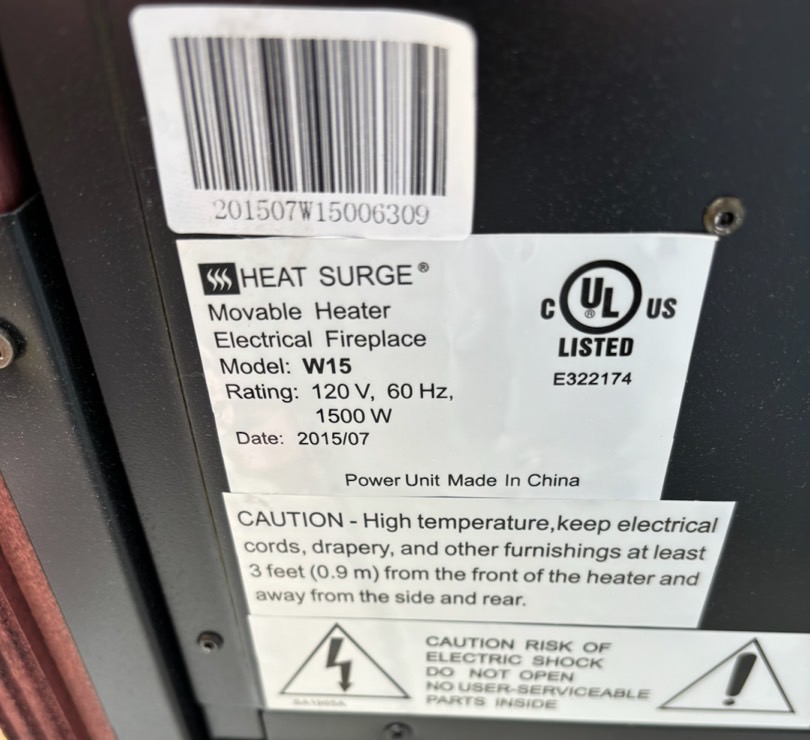 201507W15006309
HEAT SURGE®
Movable Heater
Electrical Fireplace
Model: W15
Rating: 120 V, 60 Hz,
1500 W
Date: 2015/07
C UL ® US
LISTED
E322174
Power Unit Made In China
CAUTION - High temperature,keep electrical
cords, drapery, and other furnishings at least
3 feet (0.9 m) from the front of the heater and
away from the side and rear.
CAUTION RISK OF
ELECTRIC SHOCK
DO NOT OPEN
NO USER-SERVICEABLE
PARTS INSIDE
!